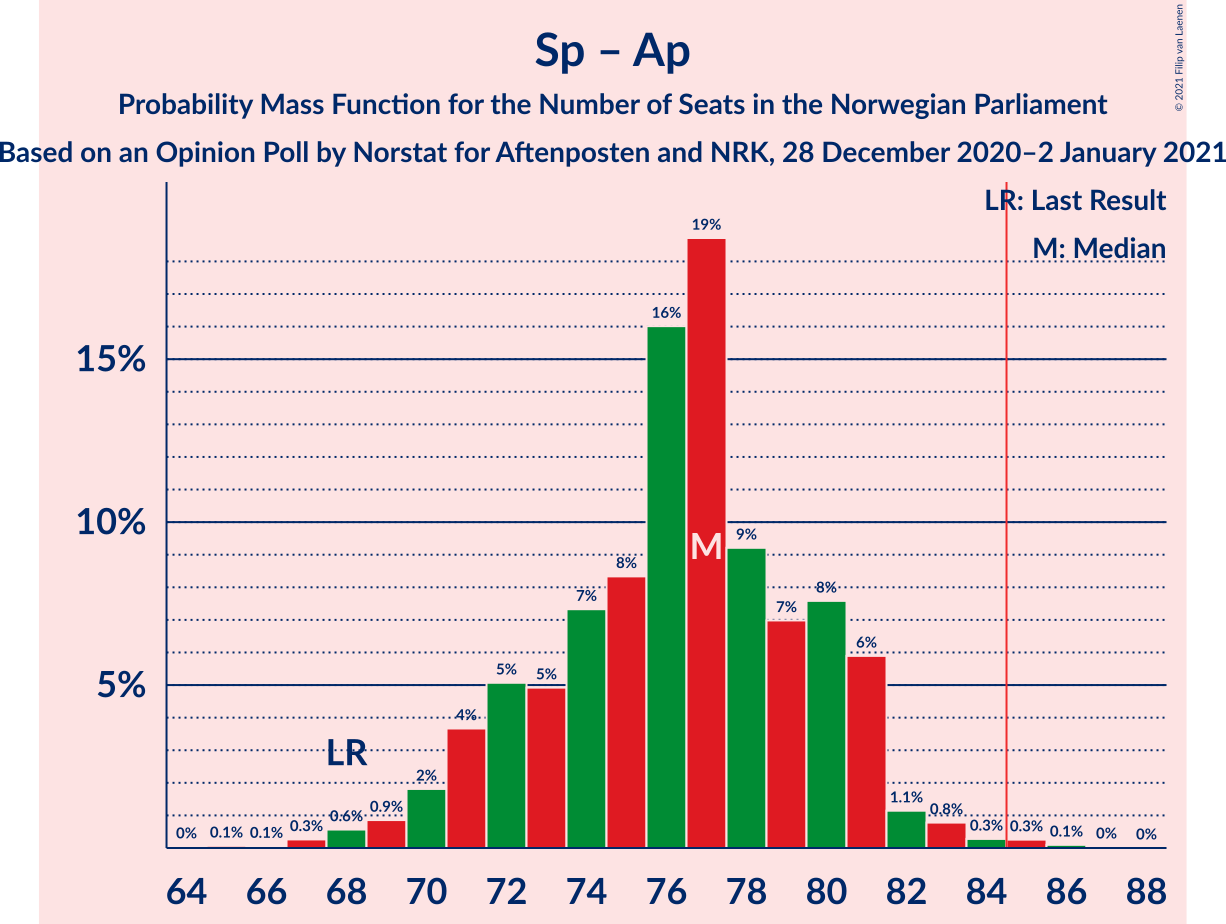 © 2021 Filip van Laenen
Sp – Ap
Probability Mass Function for the Number of Seats in the Norwegian Parliament
Based on an Opinion Poll by Norstat for Aftenposten and NRK, 28 December 2020–2 January 2021
LR: Last Result
M: Median
15%
10%
5%
0% 0.1% 0.1% 0.3% 0.6% 0.9% 2% 4% 5% 5% 7% 8% 16% 19% 9% 7% 8% 6% 1.1% 0.8% 0.3% 0.3% 0.1% 0% 0%
LR
M
64 66 68 70 72 74 76 78 80 82 84 86 88